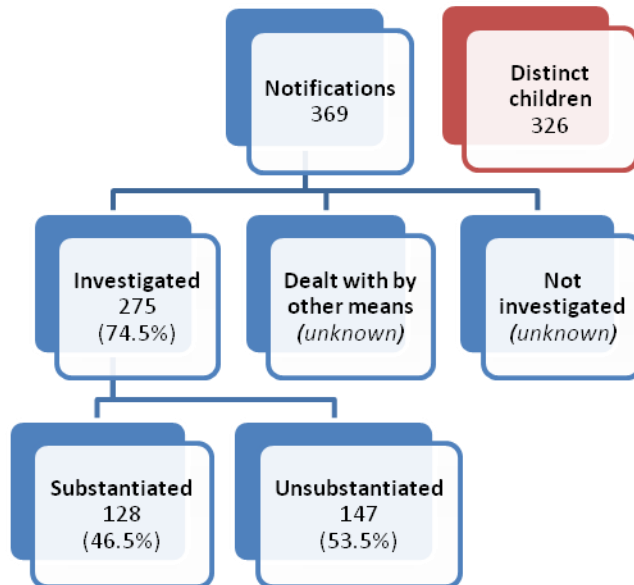 Notifications
369
Distinct
children
326
Investigated
275
(74.5%)
Dealt with by
other means
(unknown)
Not
investigated
(unknown)
Substantiated
128
(46.5%)
Unsubstantiated
147
(53.5%)